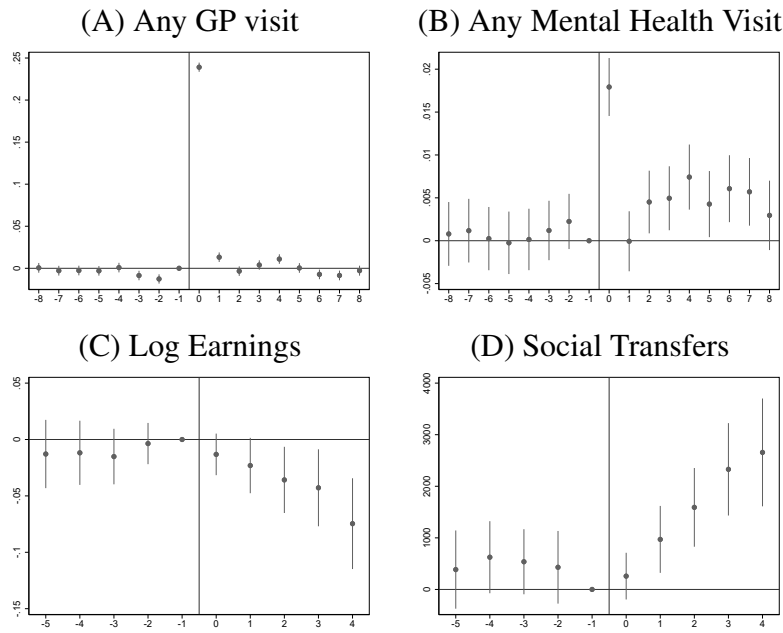 (A) Any GP visit
(B) Any Mental Health Visit
.25
.2
.15
.1
.05
0
-8 -7 -6 -5 -4 -3 -2 -1 0 1 2 3 4 5 6 7 8
.02
.015
.01
.005
0
-.005
-8 -7 -6 -5 -4 -3 -2 -1 0 1 2 3 4 5 6 7 8
(C) Log Earnings
(D) Social Transfers
.05
0
-.05
-.1
-.15
-5 -4 -3 -2 -1 0 1 2 3 4
4000
3000
2000
1000
0
-5 -4 -3 -2 -1 0 1 2 3 4